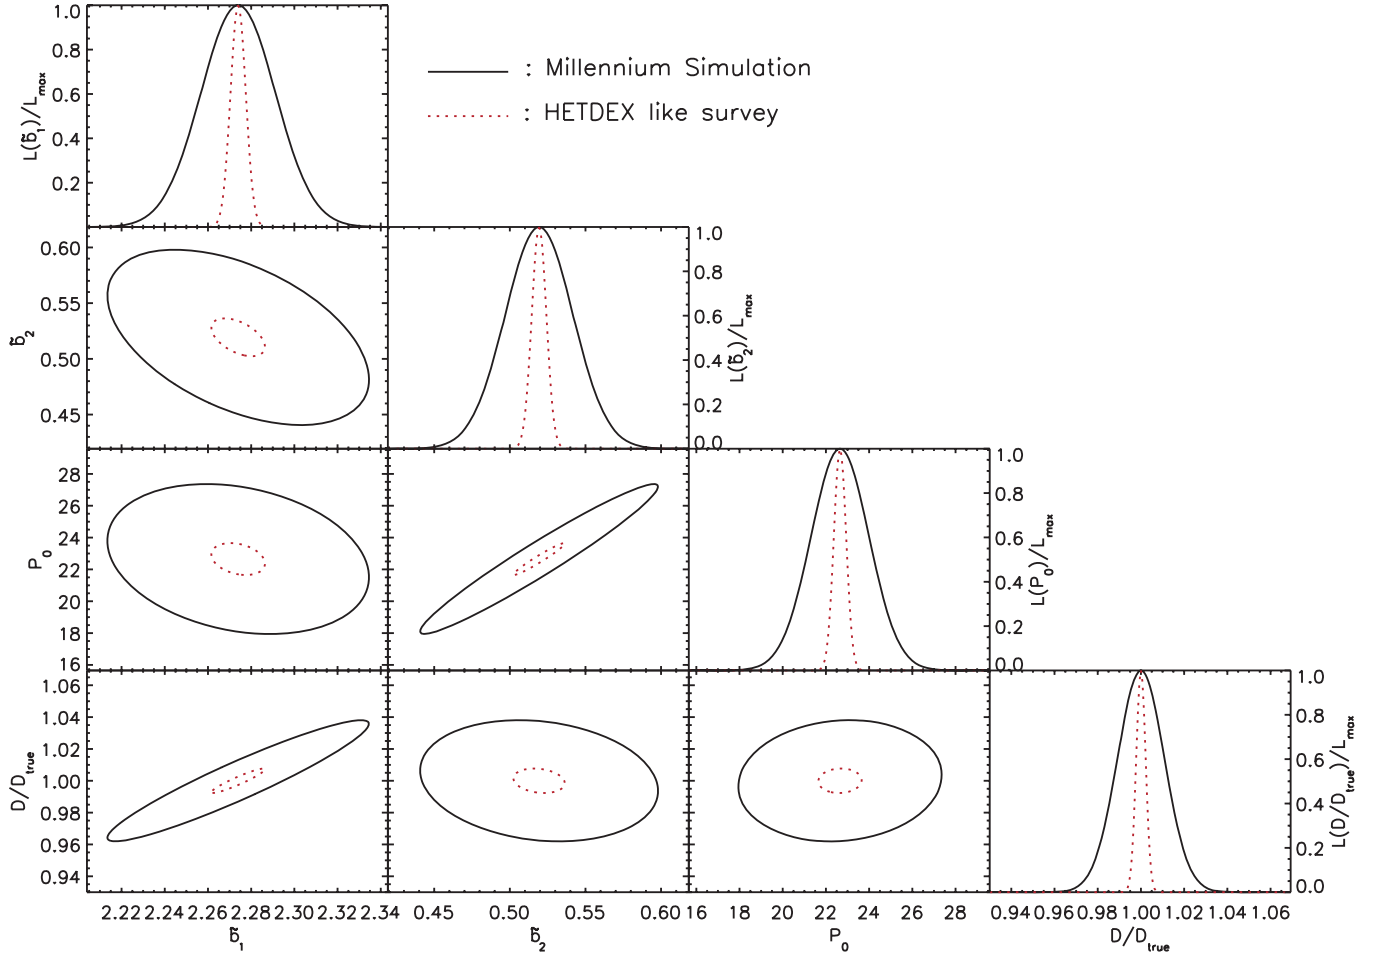 1.0
0.8
0.6
0.4
0.2
L(b̃₁)/Lmax
: Millennium Simulation
: HETDEX like survey
0.60
0.55
0.50
0.45
b̃₂
1.0
0.8
0.6
0.4
0.2
0.0
L(b̃₂)/Lmax
28
26
24
22
20
18
16
P₀
1.0
0.8
0.6
0.4
0.2
0.0
L(P₀)/Lmax
1.06
1.04
1.02
1.00
0.98
0.96
0.94
D/Dtrue
1.0
0.8
0.6
0.4
0.2
0.0
L(D/Dtrue)/Lmax
2.22 2.24 2.26 2.28 2.30 2.32 2.34
0.45 0.50 0.55 0.60
16 18 20 22 24 26 28
0.94 0.96 0.98 1.00 1.02 1.04 1.06
b̃₁
b̃₂
P₀
D/Dtrue